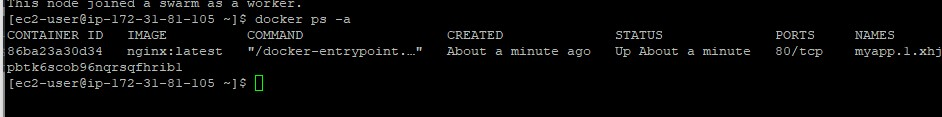 This node joined a swarm as a worker.
[ec2-user@ip-172-31-81-105 ~]$ docker ps -a
CONTAINER ID   IMAGE          COMMAND                  CREATED              STATUS              PORTS     NAMES
86ba23a30d34   nginx:latest   "/docker-entrypoint.…"   About a minute ago   Up About a minute   80/tcp    myapp.1.xhj
pbtk6scob96nqrsqfhribl
[ec2-user@ip-172-31-81-105 ~]$